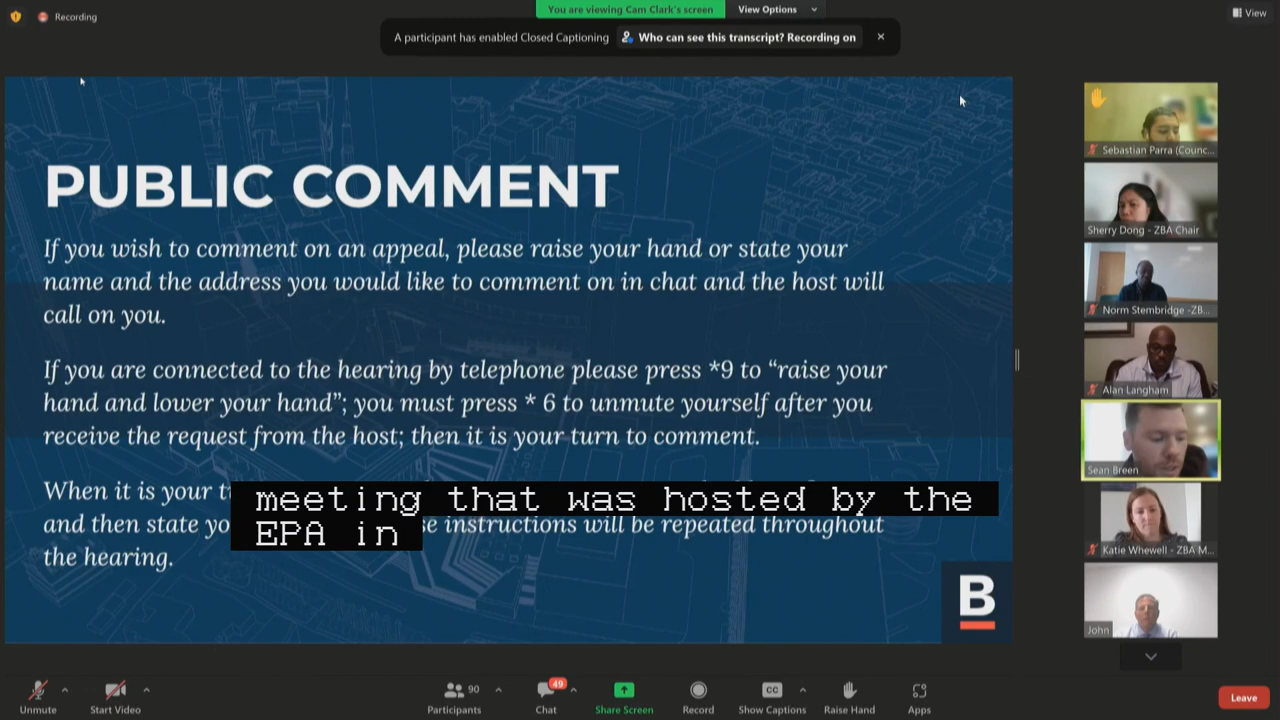 You are viewing Cam Clark's screen
View Options
Recording
View
A participant has enabled Closed Captioning
Who can see this transcript? Recording on
PUBLIC COMMENT
If you wish to comment on an appeal, please raise your hand or state your
name and the address you would like to comment on in chat and the host will
call on you.
If you are connected to the hearing by telephone please press *9 to “raise your
hand and lower your hand”; you must press * 6 to unmute yourself after you
receive the request from the host; then it is your turn to comment.
When it is your
and then state
instructions will be repeated throughout
the hearing.
meeting that was hosted by the
EPA in
B
Sebastian Parra (Counc...
Sherry Dong - ZBA Chair
Norm Stembridge -ZB...
Alan Langham
Sean Breen
Katie Whewell - ZBA M...
John
Unmute
Start Video
90
Participants
49
Chat
Share Screen
Record
CC
Show Captions
Raise Hand
Apps
Leave